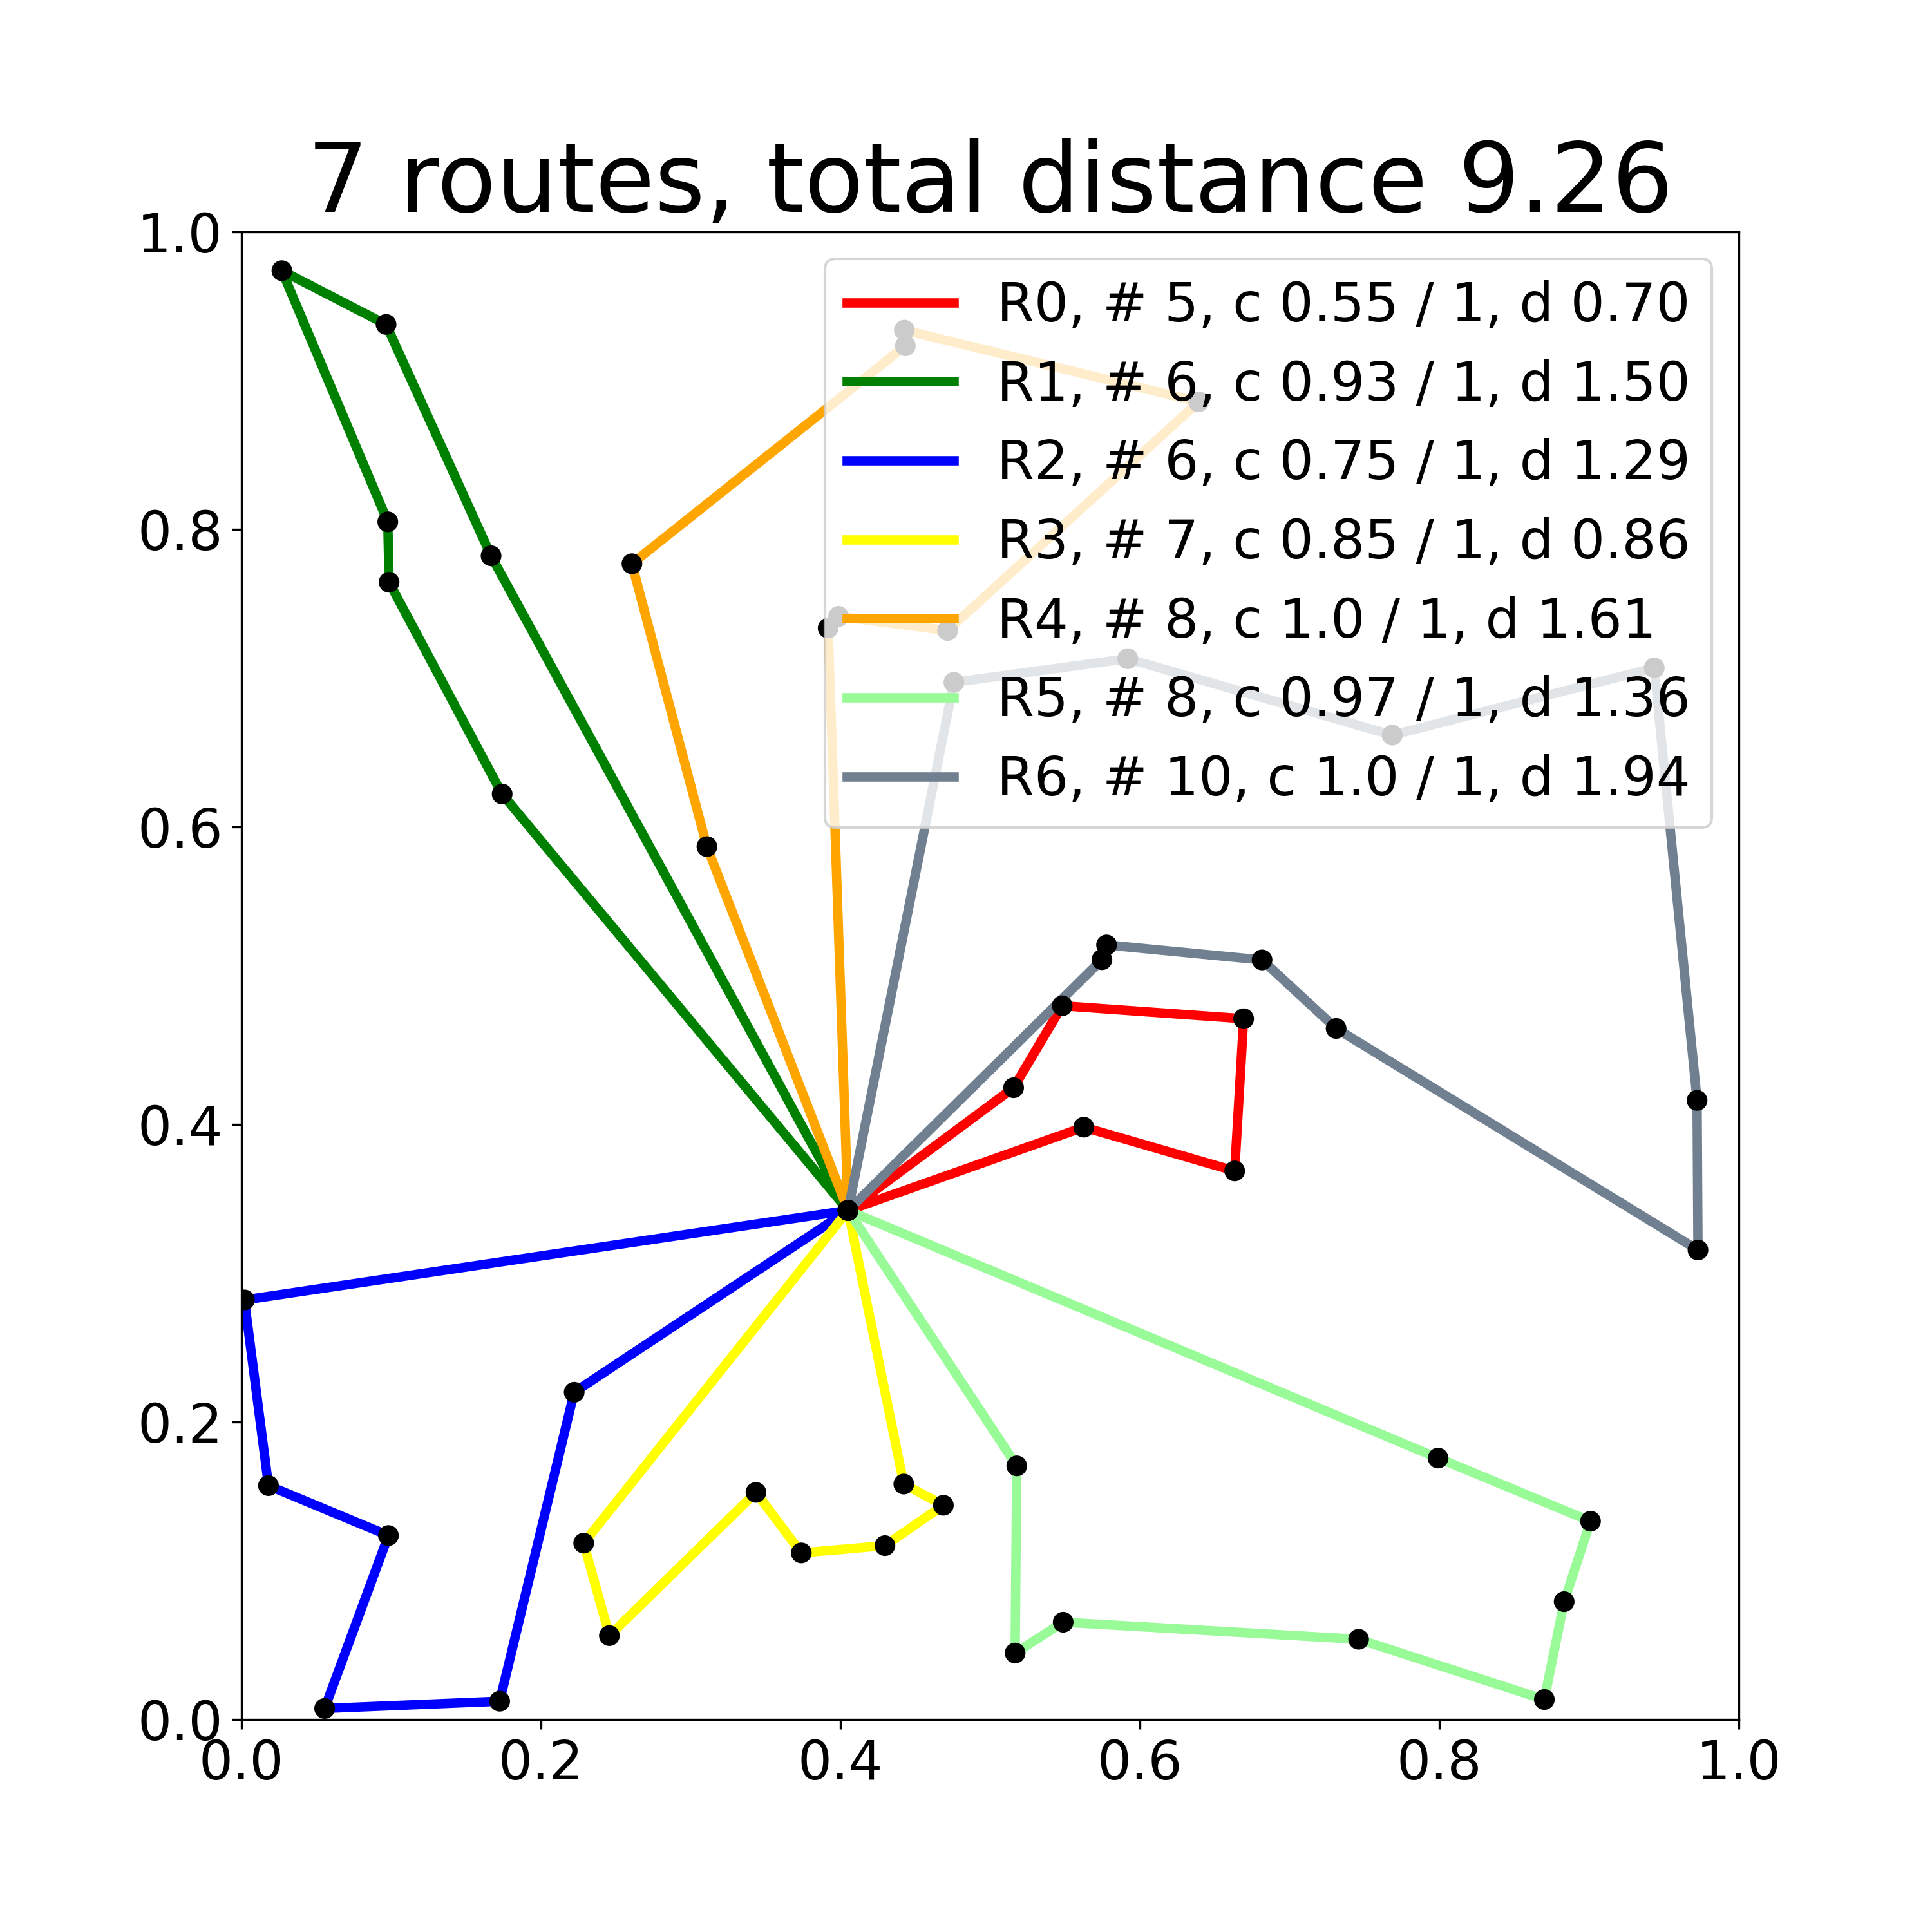 7 routes, total distance 9.26
1.0
0.8
0.6
0.4
0.2
0.0
R0, # 5, c 0.55 / 1, d 0.70
R1, # 6, c 0.93 / 1, d 1.50
R2, # 6, c 0.75 / 1, d 1.29
R3, # 7, c 0.85 / 1, d 0.86
R4, # 8, c 1.0 / 1, d 1.61
R5, # 8, c 0.97 / 1, d 1.36
R6, # 10, c 1.0 / 1, d 1.94
0.0 0.2 0.4 0.6 0.8 1.0